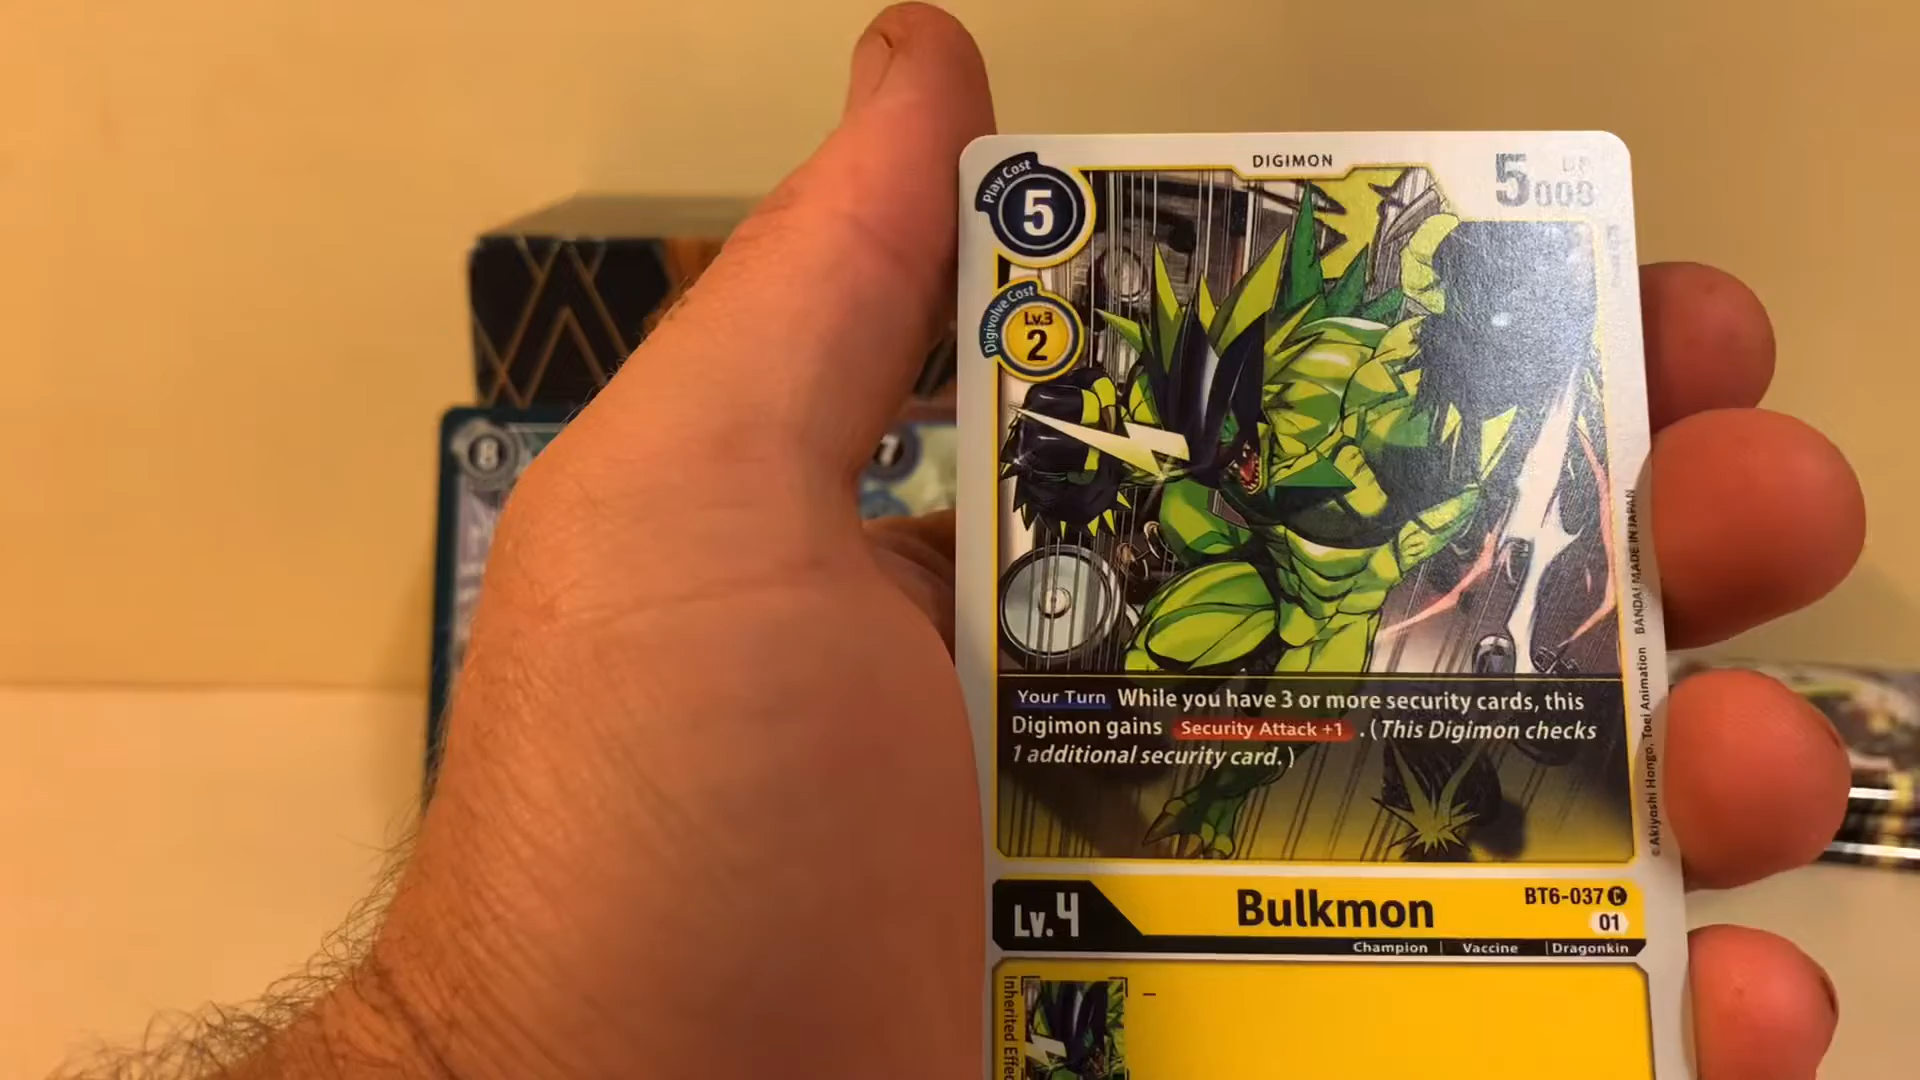 DIGIMON
Play Cost
5
5000
Digivolve Cost
Lv.3
2
8
7
Your Turn While you have 3 or more security cards, this
Digimon gains Security Attack +1 . (This Digimon checks
1 additional security card.)
©Akiyoshi Hongo, Toei Animation BANDAI MADE IN JAPAN
Lv.4
Bulkmon
BT6-037 C
01
Champion | Vaccine | Dragonkin
Inherited Effec
–